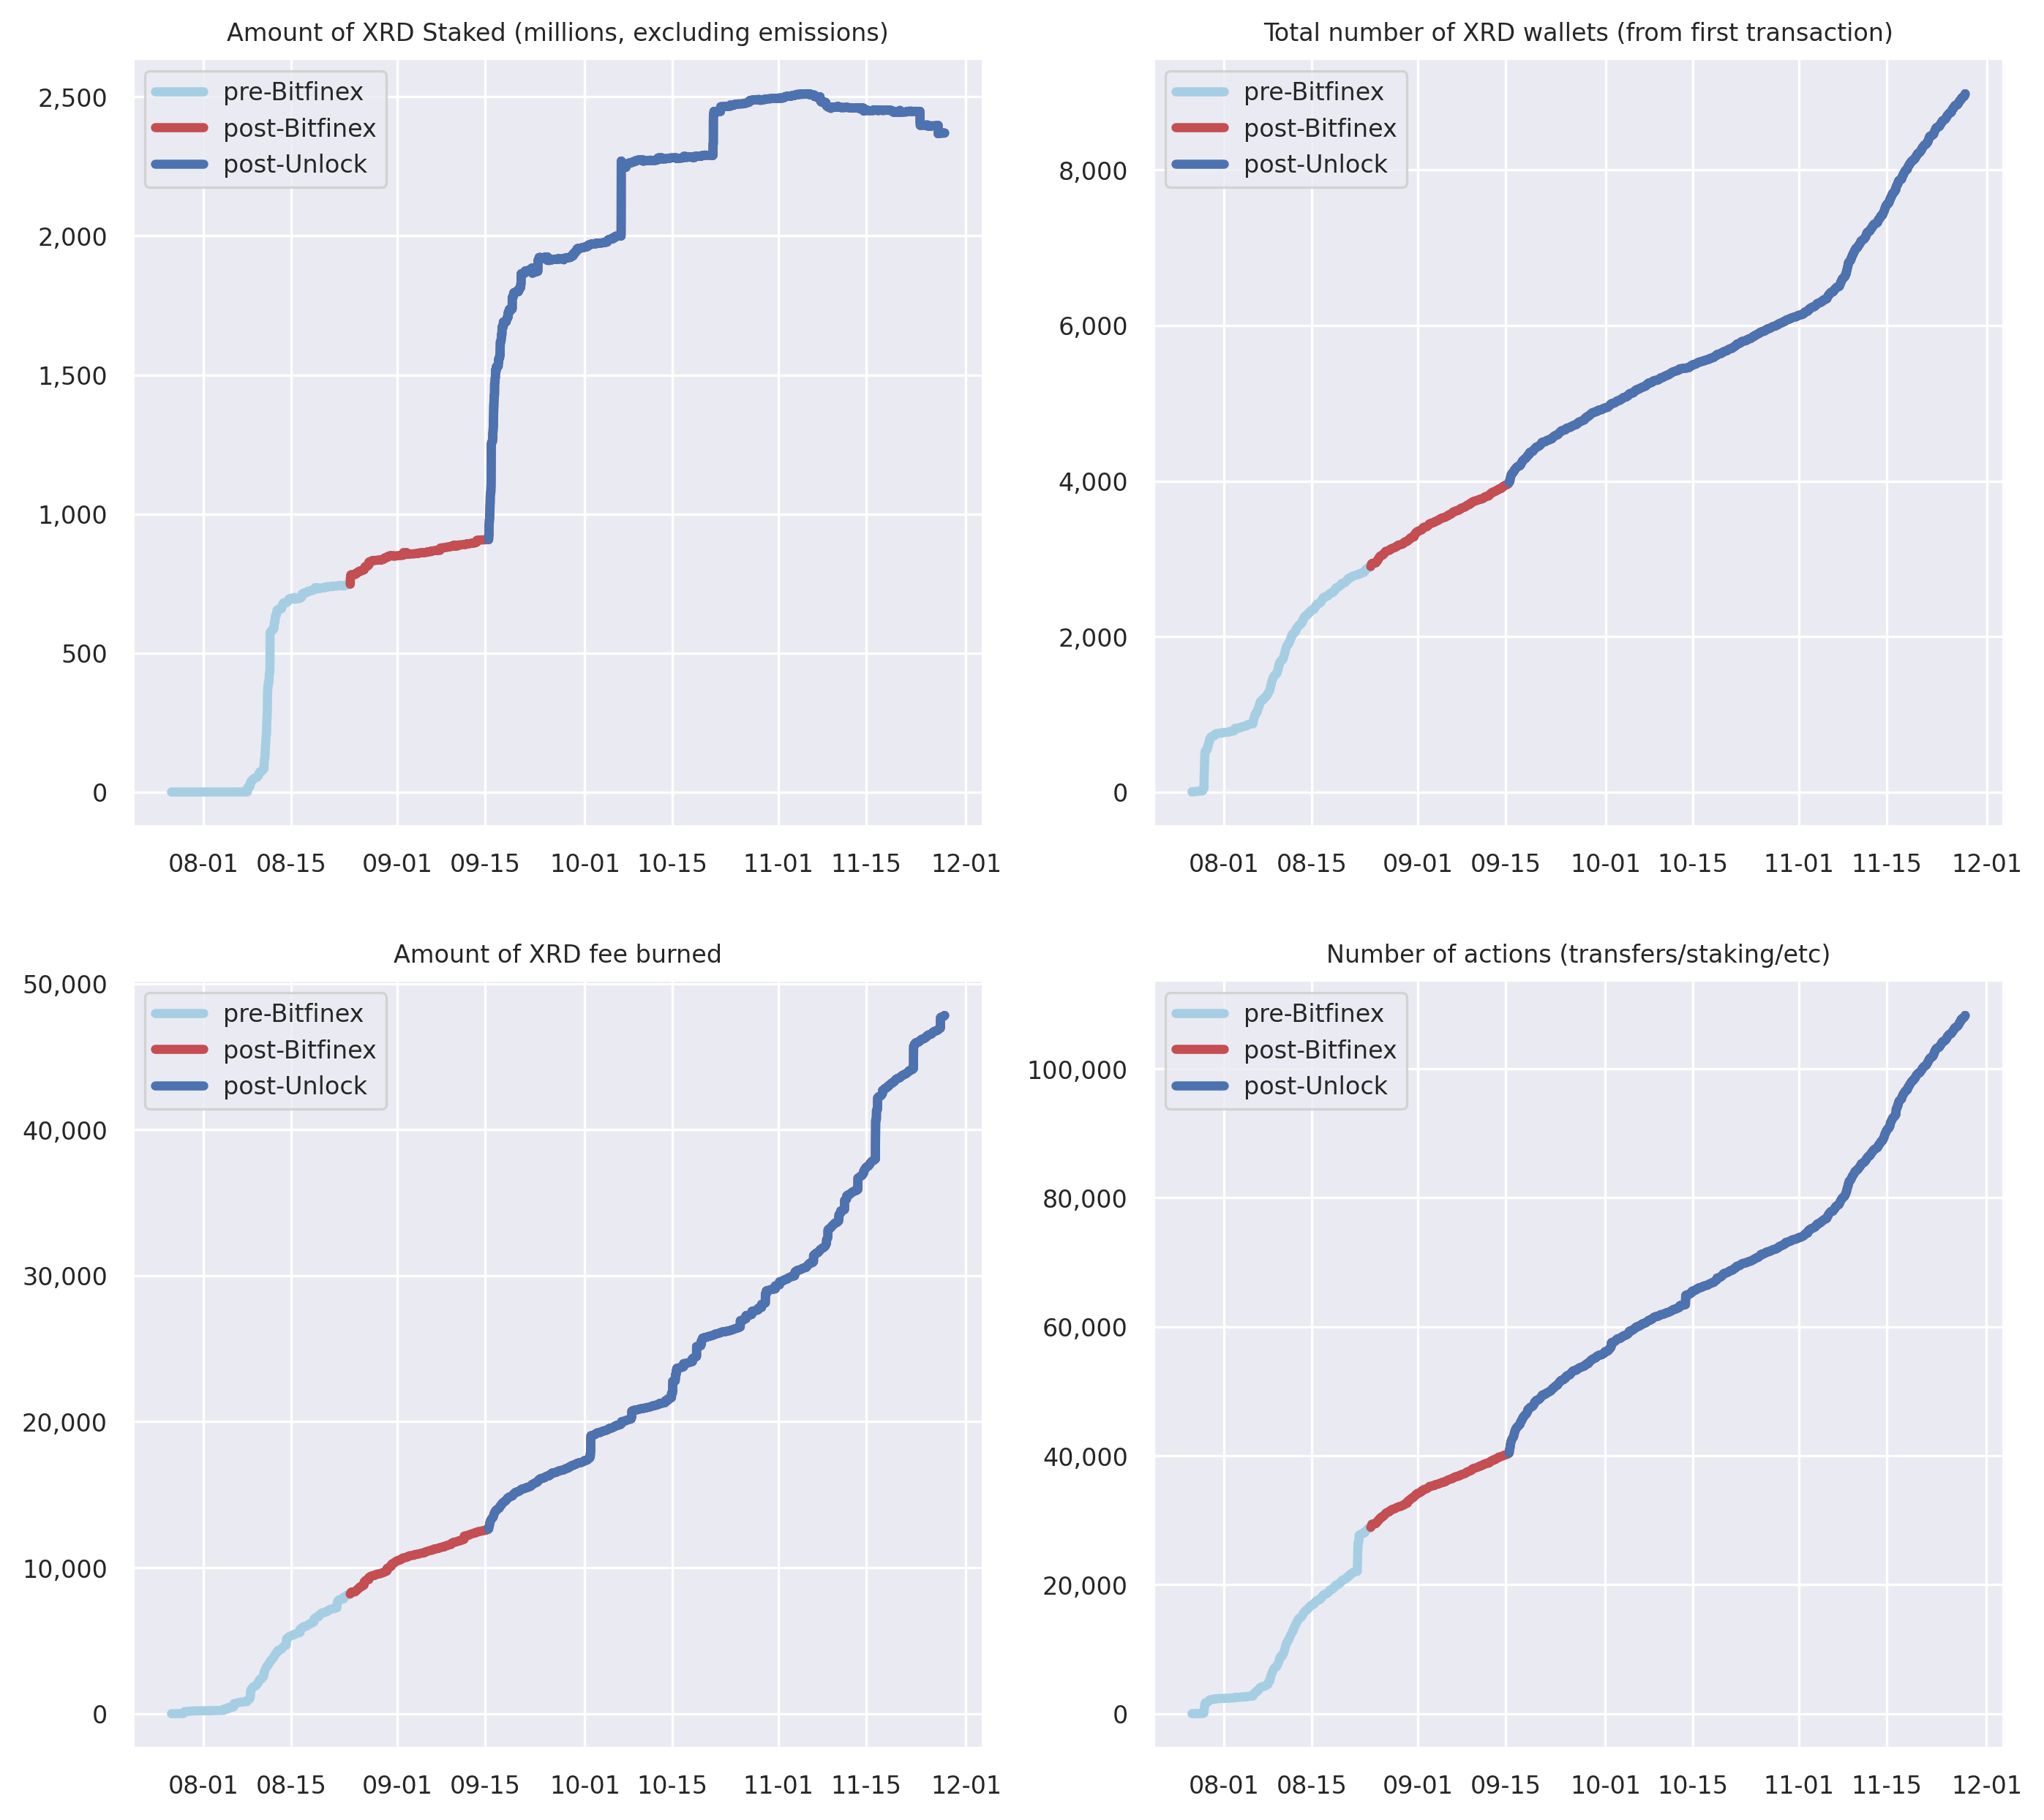 Amount of XRD Staked (millions, excluding emissions)
pre-Bitfinex
post-Bitfinex
post-Unlock
2,500
2,000
1,500
1,000
500
0
08-01 08-15 09-01 09-15 10-01 10-15 11-01 11-15 12-01
Total number of XRD wallets (from first transaction)
pre-Bitfinex
post-Bitfinex
post-Unlock
8,000
6,000
4,000
2,000
0
08-01 08-15 09-01 09-15 10-01 10-15 11-01 11-15 12-01
Amount of XRD fee burned
pre-Bitfinex
post-Bitfinex
post-Unlock
50,000
40,000
30,000
20,000
10,000
0
08-01 08-15 09-01 09-15 10-01 10-15 11-01 11-15 12-01
Number of actions (transfers/staking/etc)
pre-Bitfinex
post-Bitfinex
post-Unlock
100,000
80,000
60,000
40,000
20,000
0
08-01 08-15 09-01 09-15 10-01 10-15 11-01 11-15 12-01